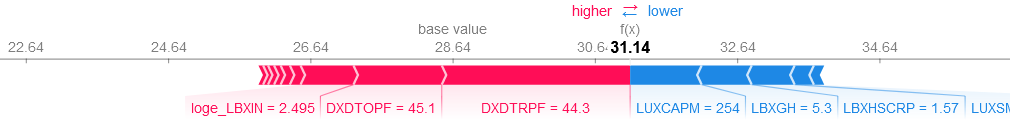 higher lower
base value f(x)
22.64 24.64 26.64 28.64 30.64 31.14 32.64 34.64
loge_LBXIN = 2.495 DXDTOPF = 45.1 DXDTRPF = 44.3 LUXCAPM = 254 LBXGH = 5.3 LBXHSCRP = 1.57